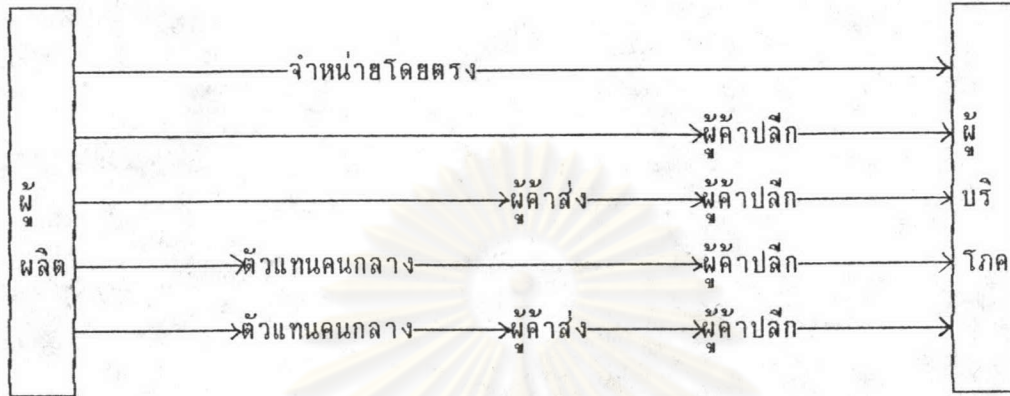 จำหน่ายโดยตรง
ผู้ค้าปลีก ผู้
ผู้ ผู้ค้าส่ง ผู้ค้าปลีก บริ
ผลิต ตัวแทนคนกลาง ผู้ค้าปลีก โภค
ตัวแทนคนกลาง ผู้ค้าส่ง ผู้ค้าปลีก